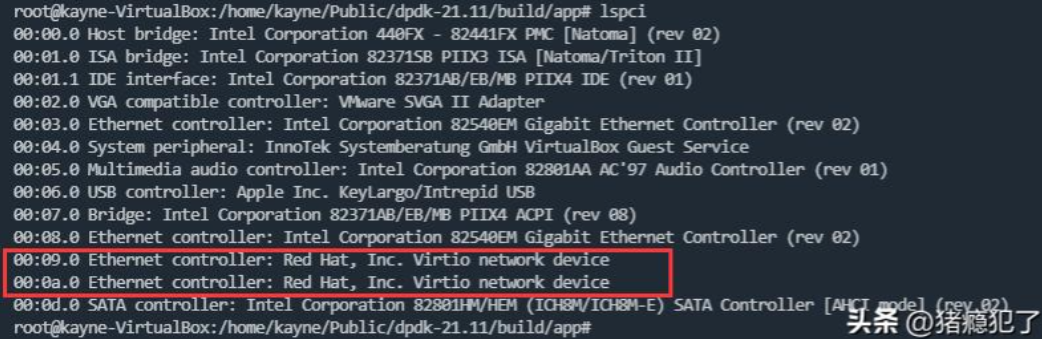 root@kayne-VirtualBox:/home/kayne/Public/dpdk-21.11/build/app# lspci
00:00.0 Host bridge: Intel Corporation 440FX - 82441FX PMC [Natoma] (rev 02)
00:01.0 ISA bridge: Intel Corporation 82371SB PIIX3 ISA [Natoma/Triton II]
00:01.1 IDE interface: Intel Corporation 82371AB/EB/MB PIIX4 IDE (rev 01)
00:02.0 VGA compatible controller: VMware SVGA II Adapter
00:03.0 Ethernet controller: Intel Corporation 82540EM Gigabit Ethernet Controller (rev 02)
00:04.0 System peripheral: InnoTek Systemberatung GmbH VirtualBox Guest Service
00:05.0 Multimedia audio controller: Intel Corporation 82801AA AC'97 Audio Controller (rev 01)
00:06.0 USB controller: Apple Inc. KeyLargo/Intrepid USB
00:07.0 Bridge: Intel Corporation 82371AB/EB/MB PIIX4 ACPI (rev 08)
00:08.0 Ethernet controller: Intel Corporation 82540EM Gigabit Ethernet Controller (rev 02)
00:09.0 Ethernet controller: Red Hat, Inc. Virtio network device
00:0a.0 Ethernet controller: Red Hat, Inc. Virtio network device
00:0d.0 SATA controller: Intel Corporation 82801HM/HEM (ICH8M/ICH8M-E) SATA Controller [AHCI model] (rev 02)
root@kayne-VirtualBox:/home/kayne/Public/dpdk-21.11/build/app#
头条 @猪瘾犯了